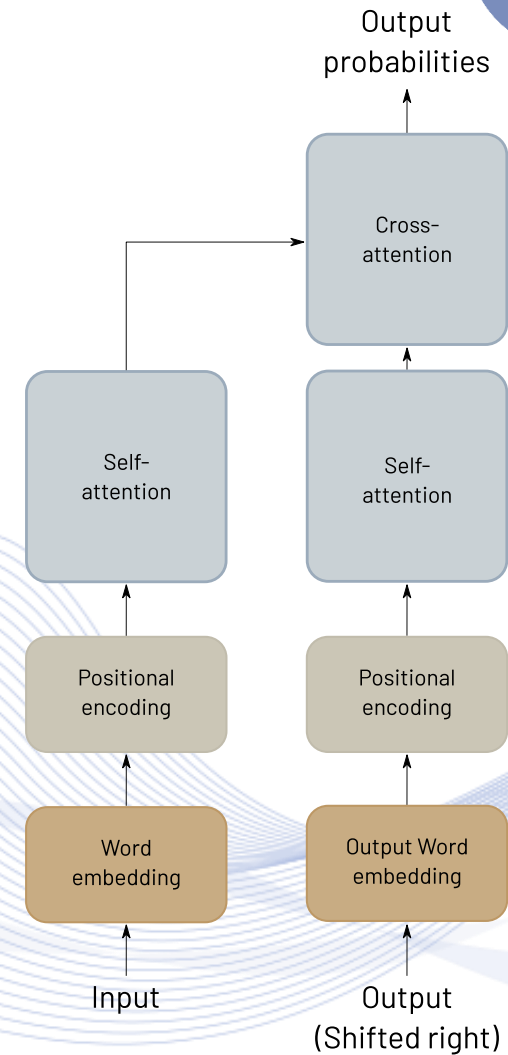 Output
probabilities
Cross-
attention
Self-
attention
Self-
attention
Positional
encoding
Positional
encoding
Word
embedding
Output Word
embedding
Input
Output
(Shifted right)